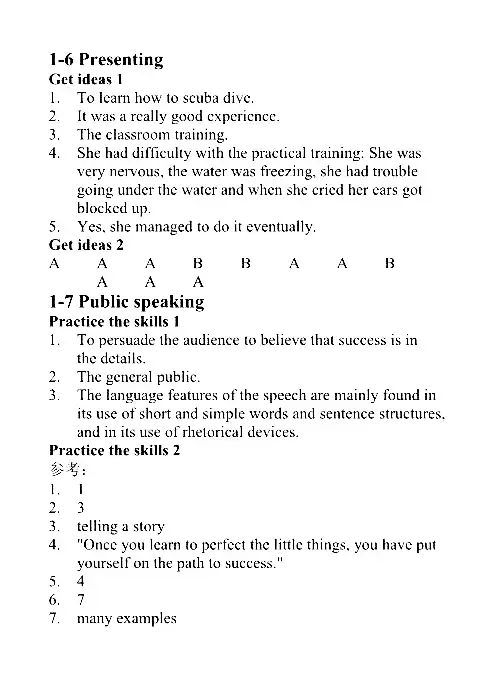 1-6 Presenting
Get ideas 1
1. To learn how to scuba dive.
2. It was a really good experience.
3. The classroom training.
4. She had difficulty with the practical training: She was
very nervous, the water was freezing, she had trouble
going under the water and when she cried her ears got
blocked up.
5. Yes, she managed to do it eventually.
Get ideas 2
A A A B B A A B
A A A
1-7 Public speaking
Practice the skills 1
1. To persuade the audience to believe that success is in
the details.
2. The general public.
3. The language features of the speech are mainly found in
its use of short and simple words and sentence structures,
and in its use of rhetorical devices.
Practice the skills 2
参考：
1. 1
2. 3
3. telling a story
4. "Once you learn to perfect the little things, you have put
yourself on the path to success."
5. 4
6. 7
7. many examples